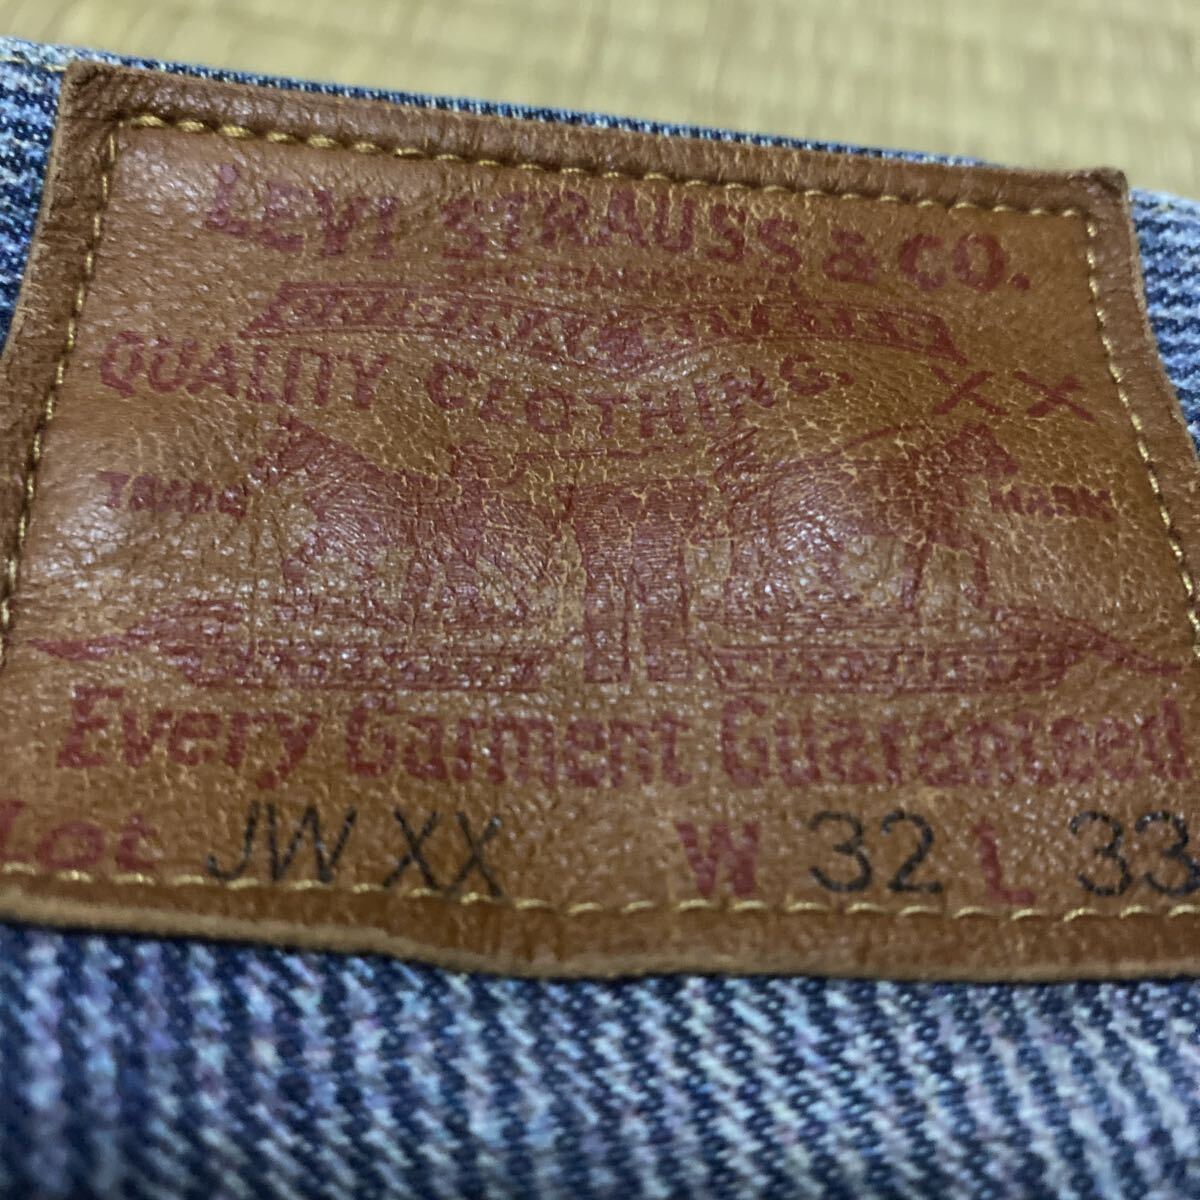 LEVI STRAUSS & CO.
QUALITY CLOTHING. XX
TRADE MARK
Every Garment Guaranteed
Lot JW XX W 32 L 33